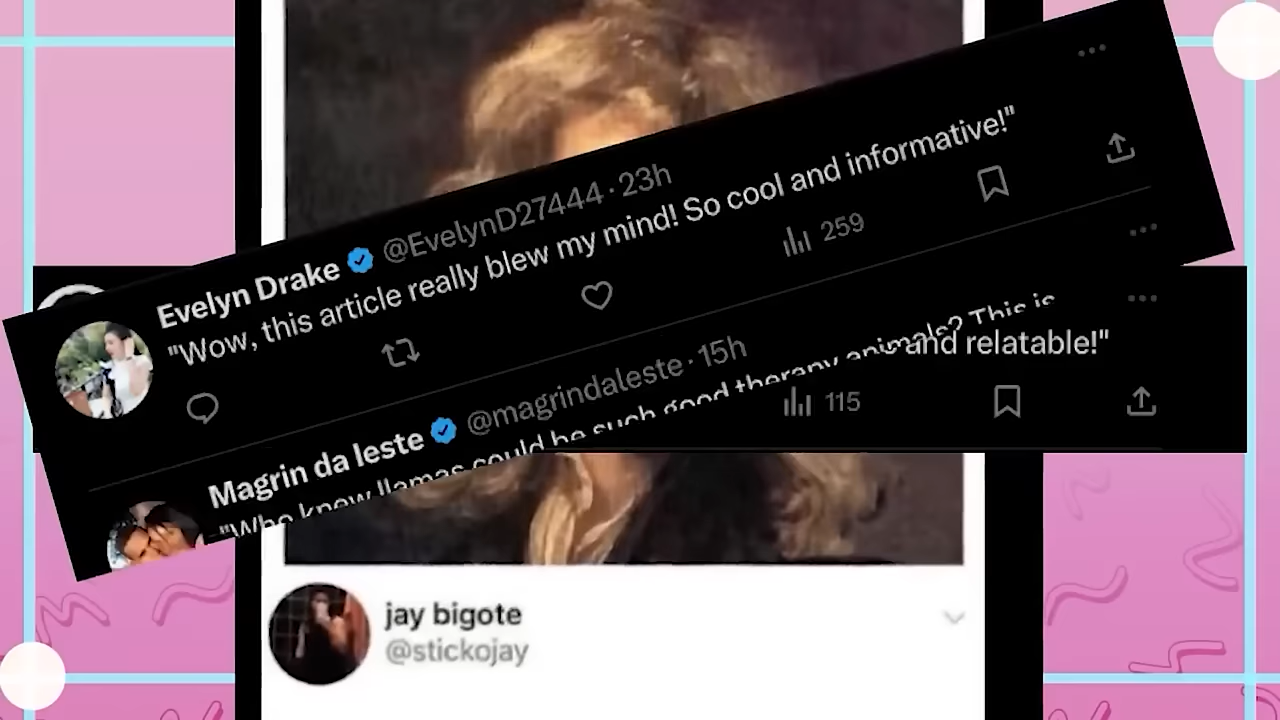 Evelyn Drake @EvelynD27444 · 23h
"Wow, this article really blew my mind! So cool and informative!"
259
Magrin da leste @magrindaleste · 15h
"Who knew llamas could be such good therapy animals? This is
and relatable!"
115
jay bigote
@stickojay